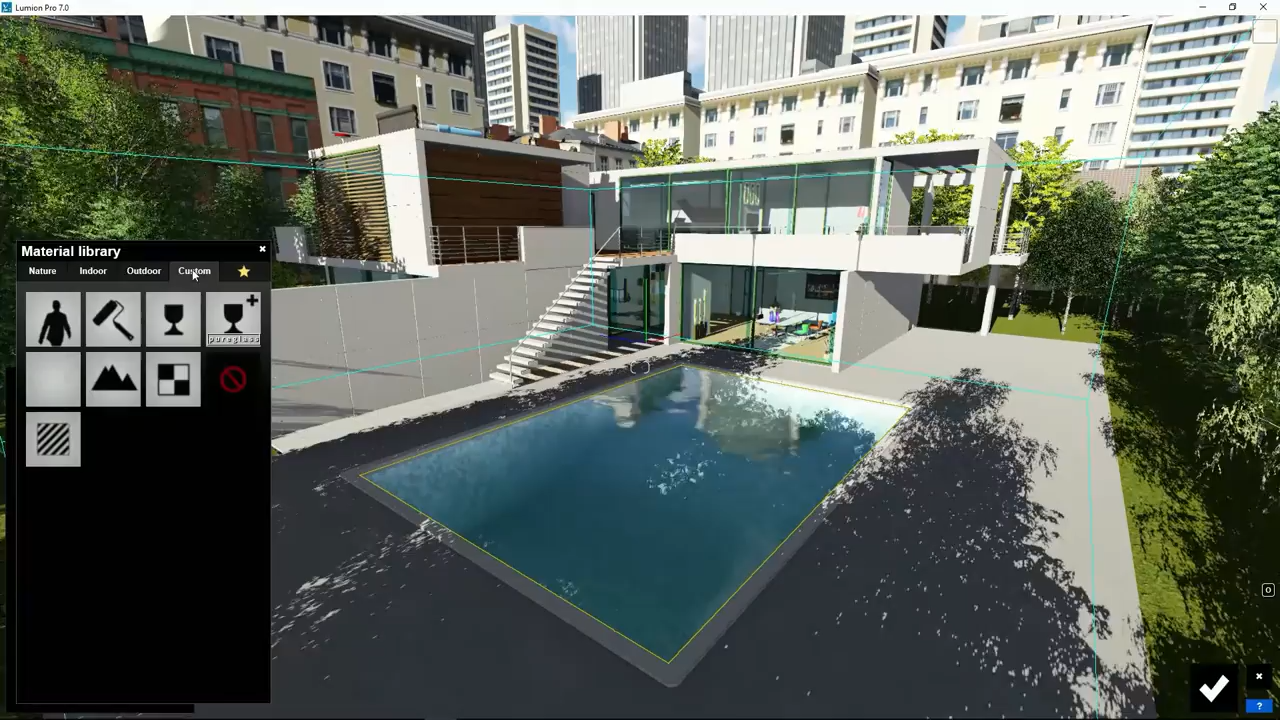 Lumion Pro 7.0
Material library
Nature Indoor Outdoor Custom
pureglass
?